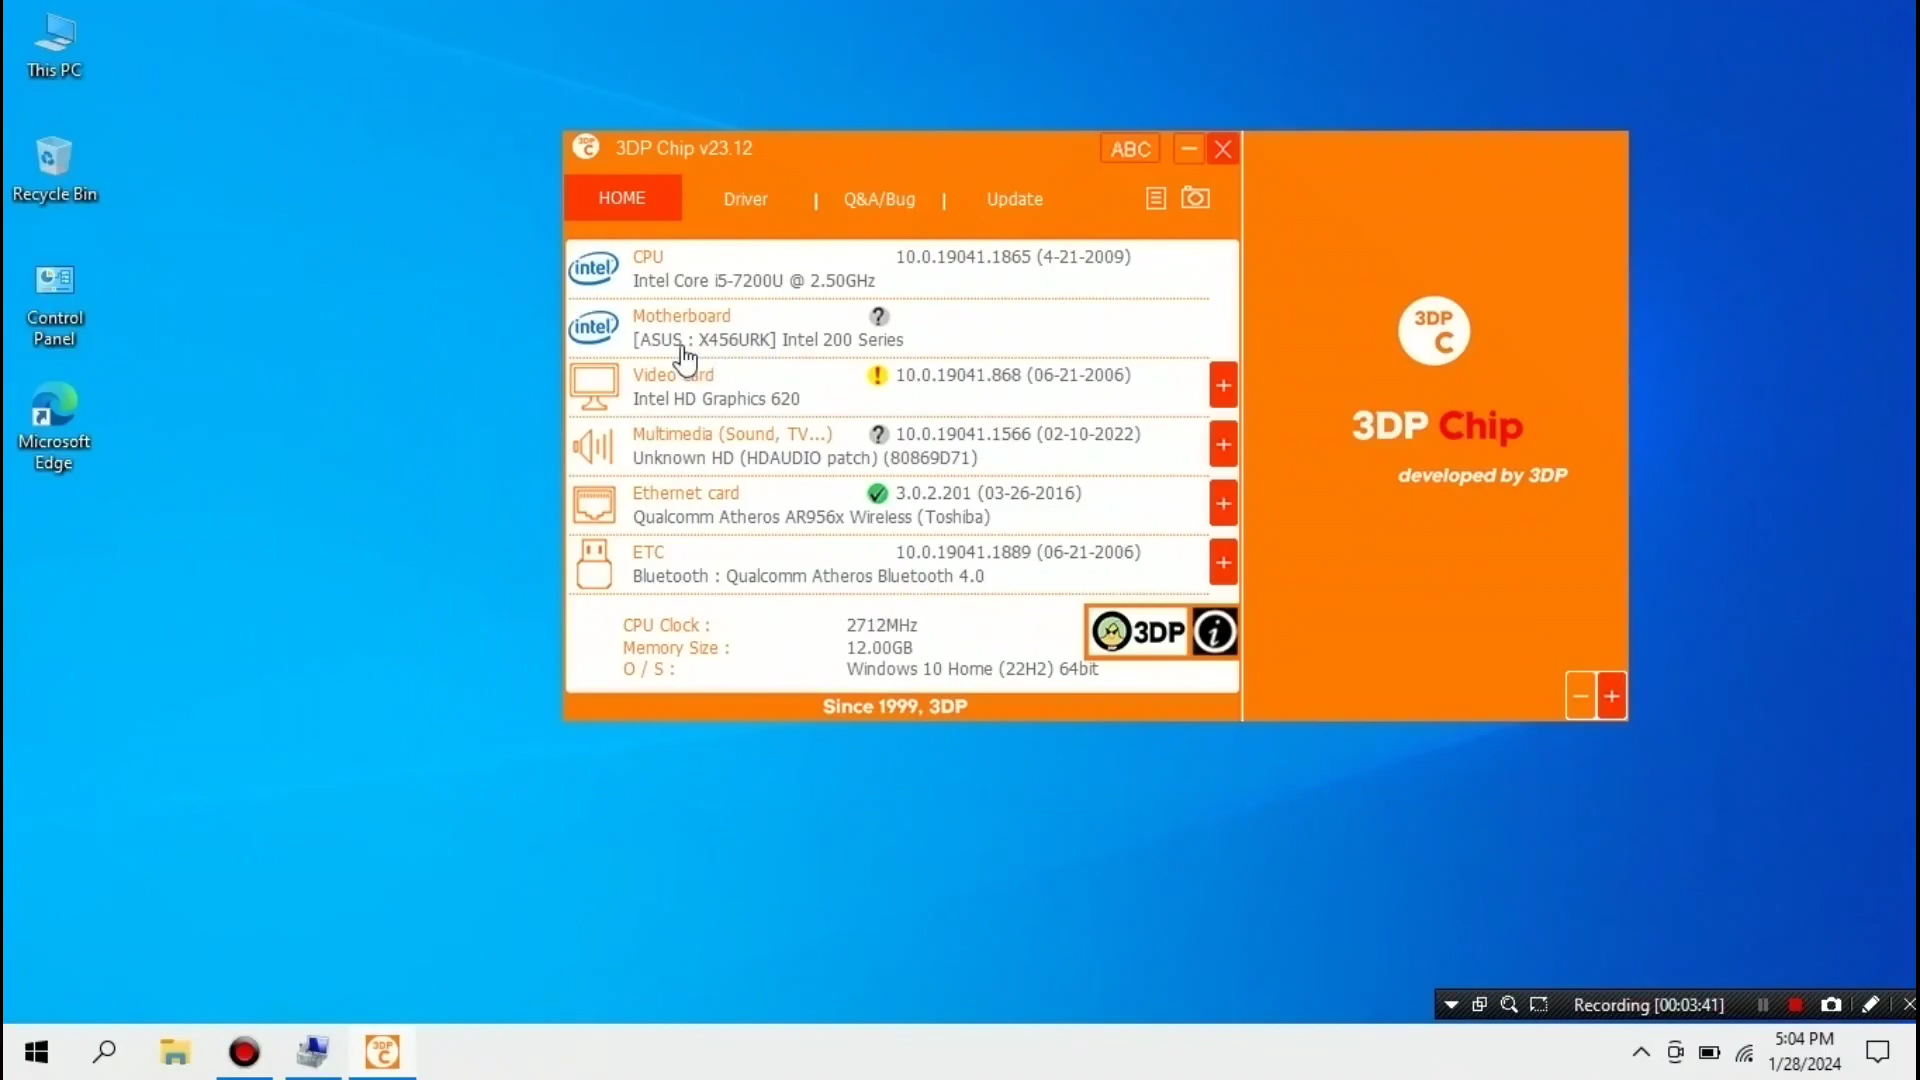 This PC
Recycle Bin
Control
Panel
Microsoft
Edge
3DP
C
3DP Chip v23.12
ABC
HOME
Driver | Q&A/Bug | Update
intel
CPU 10.0.19041.1865 (4-21-2009)
Intel Core i5-7200U @ 2.50GHz
intel
Motherboard ?
[ASUS : X456URK] Intel 200 Series
Video card ! 10.0.19041.868 (06-21-2006)
Intel HD Graphics 620
Multimedia (Sound, TV...) ? 10.0.19041.1566 (02-10-2022)
Unknown HD (HDAUDIO patch) (80869D71)
Ethernet card 3.0.2.201 (03-26-2016)
Qualcomm Atheros AR956x Wireless (Toshiba)
ETC 10.0.19041.1889 (06-21-2006)
Bluetooth : Qualcomm Atheros Bluetooth 4.0
CPU Clock : 2712MHz
Memory Size : 12.00GB
O / S : Windows 10 Home (22H2) 64bit
3DP i
Since 1999, 3DP
3DP
C
3DP Chip
developed by 3DP
Recording [00:03:41]
3DP
C
5:04 PM
1/28/2024